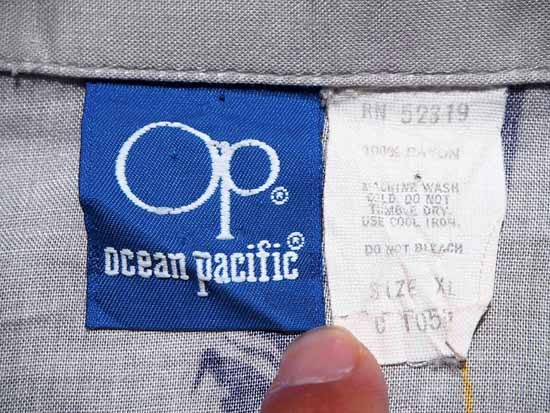 op®
ocean pacific®
RN 52319
100% RAYON
MACHINE WASH
COLD. DO NOT
TUMBLE DRY.
USE COOL IRON.
DO NOT BLEACH
SIZE XL